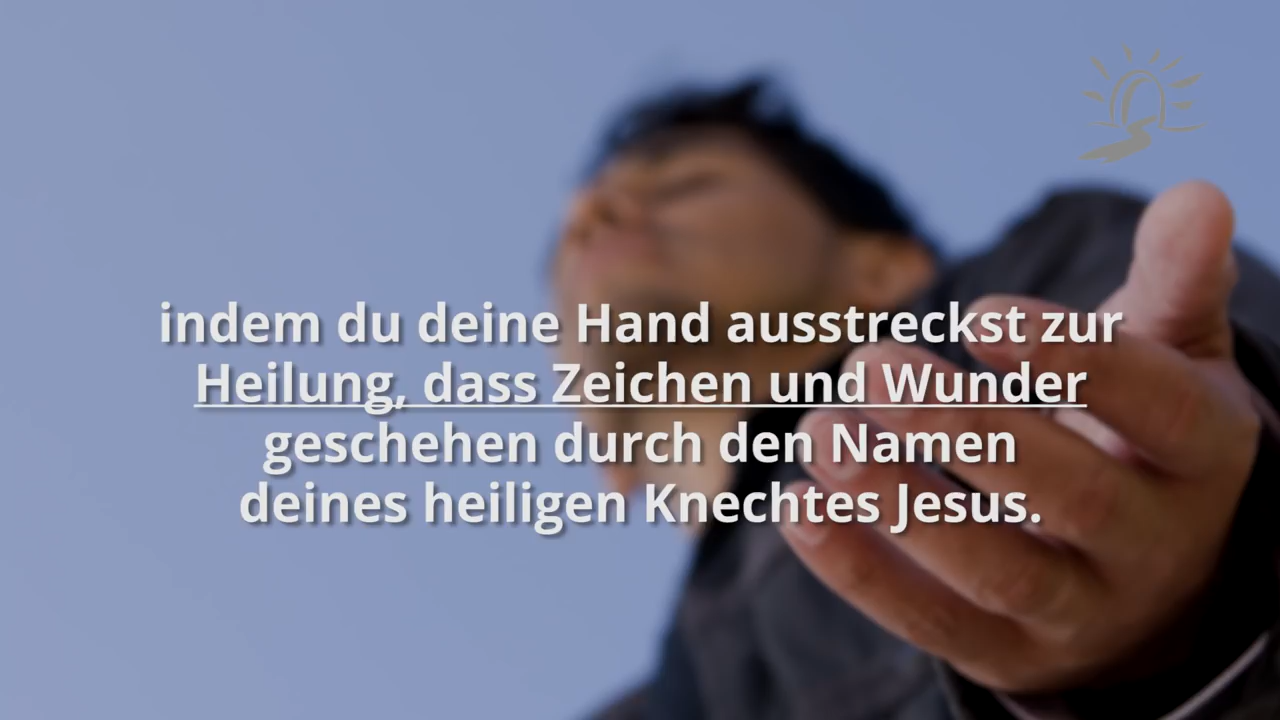 indem du deine Hand ausstreckst zur
Heilung, dass Zeichen und Wunder
geschehen durch den Namen
deines heiligen Knechtes Jesus.